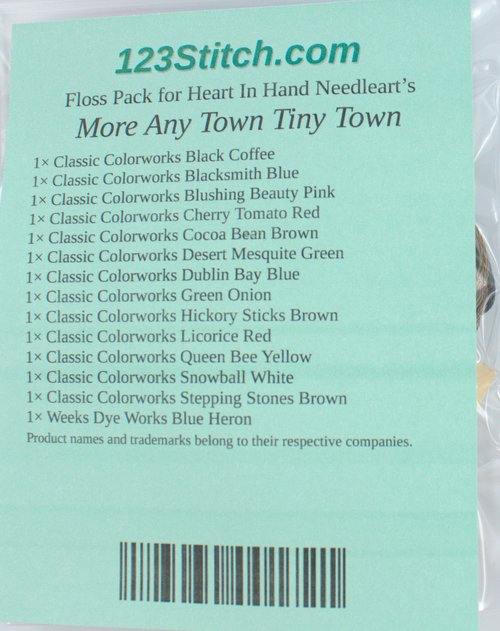 123Stitch.com
Floss Pack for Heart In Hand Needleart's
More Any Town Tiny Town
1× Classic Colorworks Black Coffee
1× Classic Colorworks Blacksmith Blue
1× Classic Colorworks Blushing Beauty Pink
1× Classic Colorworks Cherry Tomato Red
1× Classic Colorworks Cocoa Bean Brown
1× Classic Colorworks Desert Mesquite Green
1× Classic Colorworks Dublin Bay Blue
1× Classic Colorworks Green Onion
1× Classic Colorworks Hickory Sticks Brown
1× Classic Colorworks Licorice Red
1× Classic Colorworks Queen Bee Yellow
1× Classic Colorworks Snowball White
1× Classic Colorworks Stepping Stones Brown
1× Weeks Dye Works Blue Heron
Product names and trademarks belong to their respective companies.